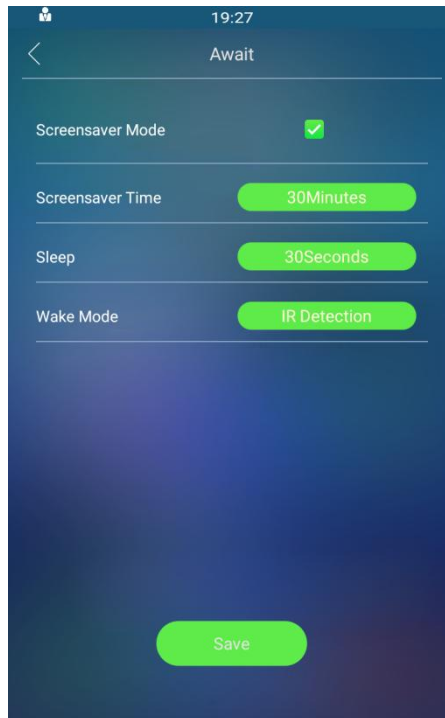 19:27
Await
Screensaver Mode
Screensaver Time 30Minutes
Sleep 30Seconds
Wake Mode IR Detection
Save